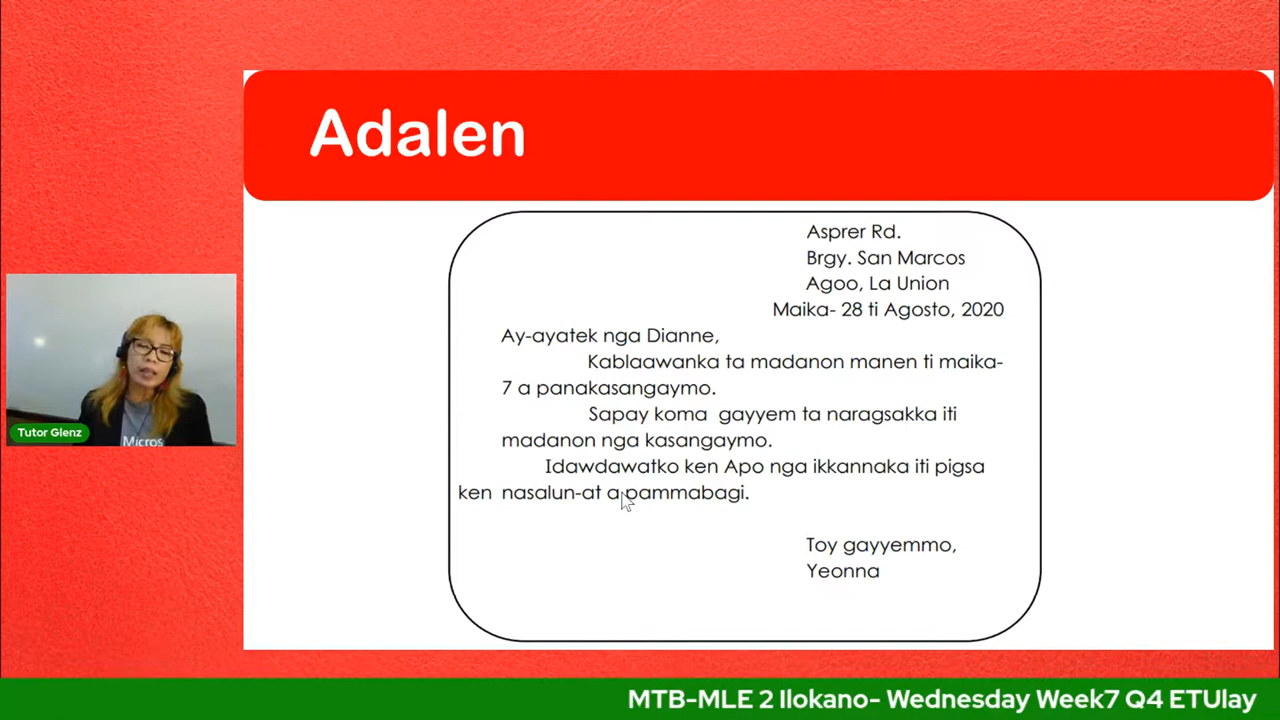 Adalen
Asprer Rd.
Brgy. San Marcos
Agoo, La Union
Maika- 28 ti Agosto, 2020
Ay-ayatek nga Dianne,
Kablaawanka ta madanon manen ti maika-
7 a panakasangaymo.
Sapay koma gayyem ta naragsakka iti
madanon nga kasangaymo.
Idawdawatko ken Apo nga ikkannaka iti pigsa
ken nasalun-at a pammabagi.
Toy gayyemmo,
Yeonna
Tutor Glenz
Micros
MTB-MLE 2 Ilokano- Wednesday Week7 Q4 ETUlay